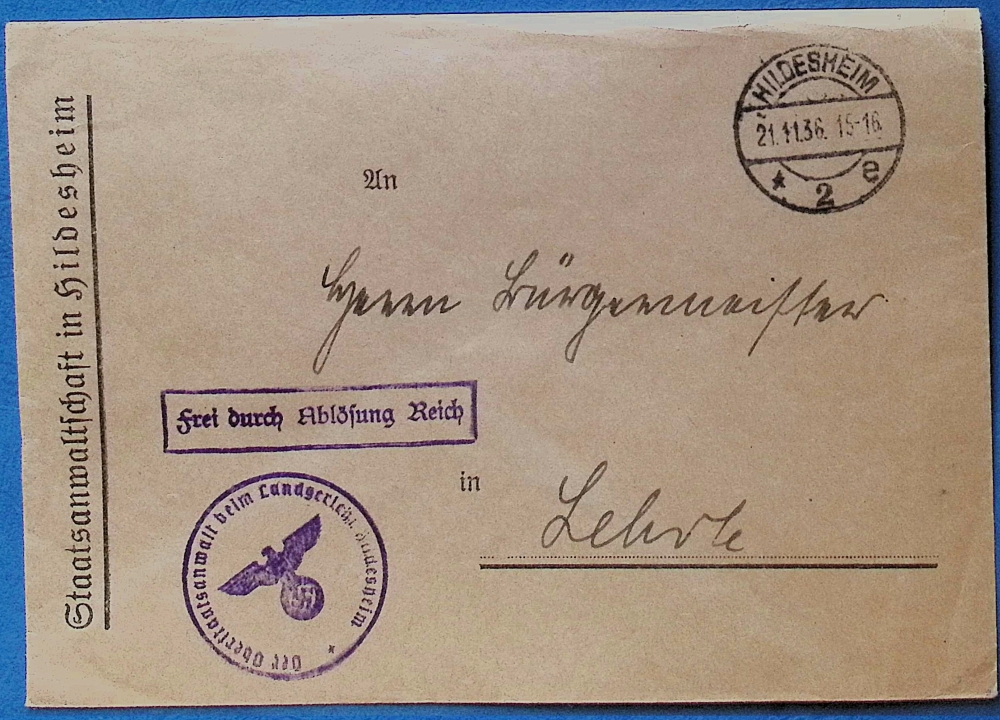 Staatsanwaltschaft in Hildesheim
HILDESHEIM
21.11.36. 15-16
* 2 e
An
Herrn Bürgermeister
Frei durch Ablösung Reich
in
Lehrte
Der Oberstaatsanwalt beim Landgericht Hildesheim *